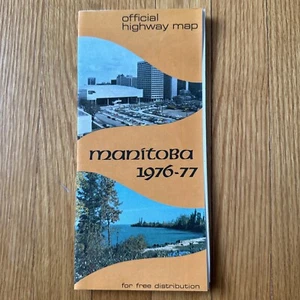 official
highway map
manitoba
1976-77
for free distribution